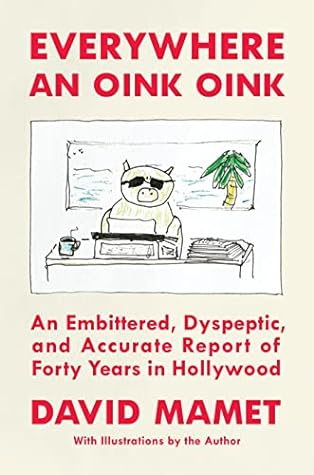 EVERYWHERE
AN OINK OINK
An Embittered, Dyspeptic,
and Accurate Report of
Forty Years in Hollywood
DAVID MAMET
With Illustrations by the Author